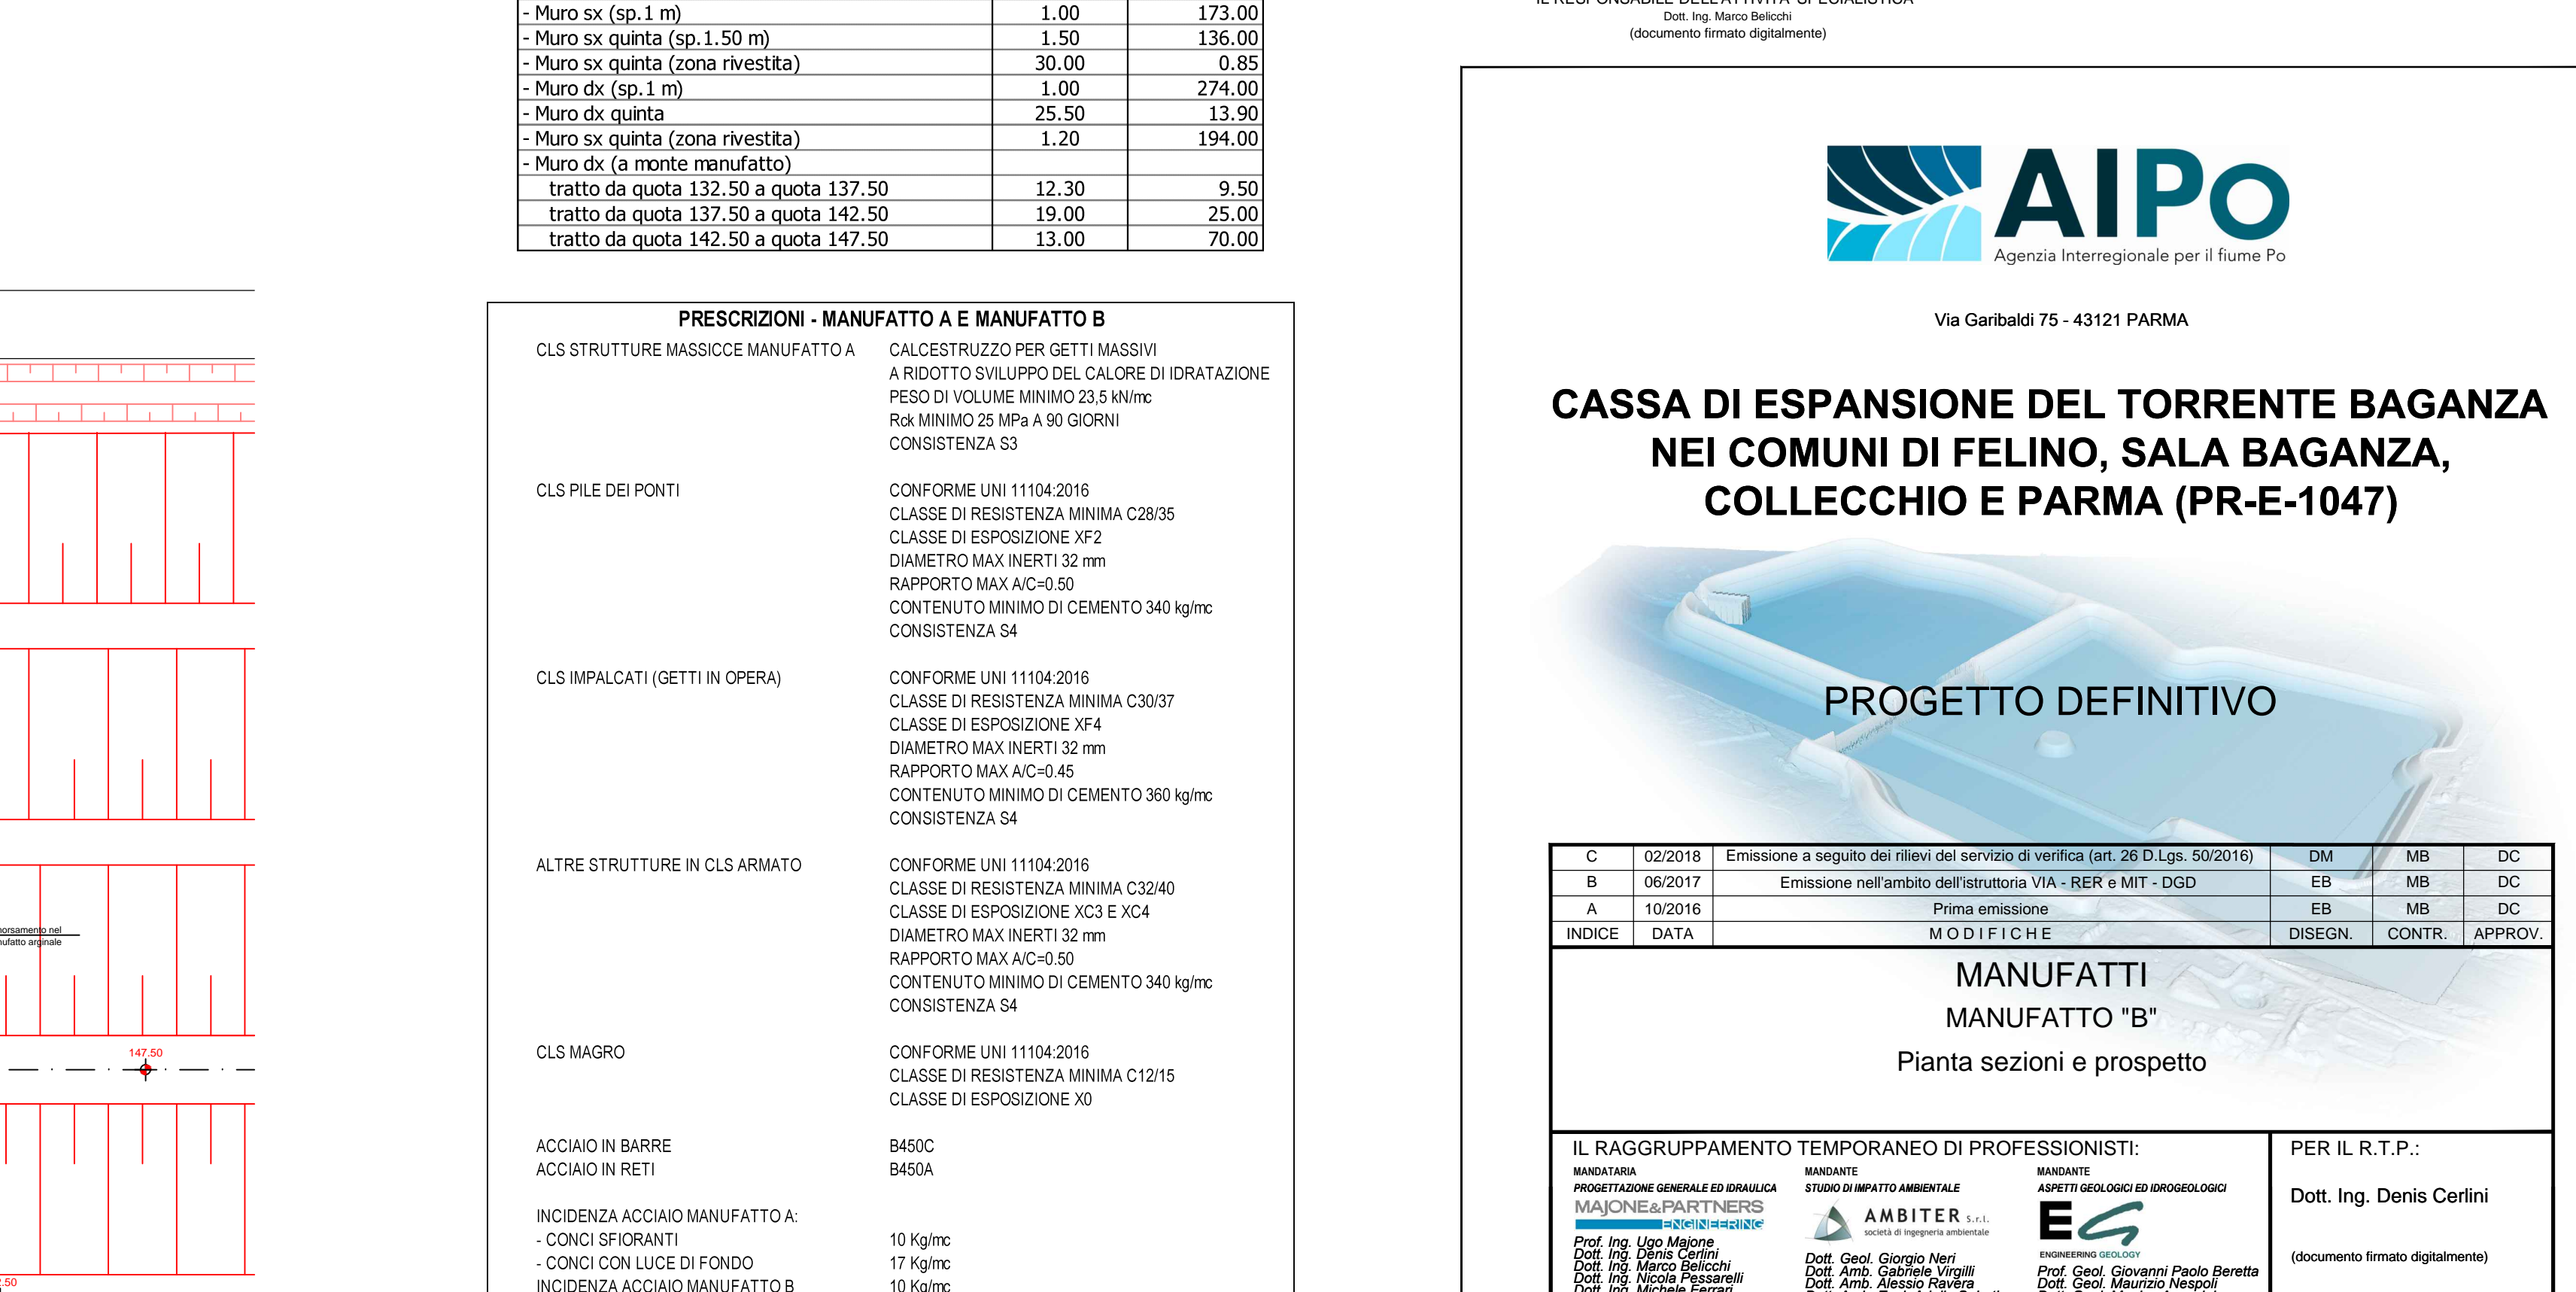 - Muro sx (sp.1 m) 1.00 173.00
- Muro sx quinta (sp.1.50 m) 1.50 136.00
- Muro sx quinta (zona rivestita) 30.00 0.85
- Muro dx (sp.1 m) 1.00 274.00
- Muro dx quinta 25.50 13.90
- Muro sx quinta (zona rivestita) 1.20 194.00
- Muro dx (a monte manufatto)
tratto da quota 132.50 a quota 137.50 12.30 9.50
tratto da quota 137.50 a quota 142.50 19.00 25.00
tratto da quota 142.50 a quota 147.50 13.00 70.00
147.50
PRESCRIZIONI - MANUFATTO A E MANUFATTO B
CLS STRUTTURE MASSICCE MANUFATTO A CALCESTRUZZO PER GETTI MASSIVI
A RIDOTTO SVILUPPO DEL CALORE DI IDRATAZIONE
PESO DI VOLUME MINIMO 23,5 kN/mc
Rck MINIMO 25 MPa A 90 GIORNI
CONSISTENZA S3
CLS PILE DEI PONTI CONFORME UNI 11104:2016
CLASSE DI RESISTENZA MINIMA C28/35
CLASSE DI ESPOSIZIONE XF2
DIAMETRO MAX INERTI 32 mm
RAPPORTO MAX A/C=0.50
CONTENUTO MINIMO DI CEMENTO 340 kg/mc
CONSISTENZA S4
CLS IMPALCATI (GETTI IN OPERA) CONFORME UNI 11104:2016
CLASSE DI RESISTENZA MINIMA C30/37
CLASSE DI ESPOSIZIONE XF4
DIAMETRO MAX INERTI 32 mm
RAPPORTO MAX A/C=0.45
CONTENUTO MINIMO DI CEMENTO 360 kg/mc
CONSISTENZA S4
ALTRE STRUTTURE IN CLS ARMATO CONFORME UNI 11104:2016
CLASSE DI RESISTENZA MINIMA C32/40
CLASSE DI ESPOSIZIONE XC3 E XC4
DIAMETRO MAX INERTI 32 mm
RAPPORTO MAX A/C=0.50
CONTENUTO MINIMO DI CEMENTO 340 kg/mc
CONSISTENZA S4
CLS MAGRO CONFORME UNI 11104:2016
CLASSE DI RESISTENZA MINIMA C12/15
CLASSE DI ESPOSIZIONE X0
ACCIAIO IN BARRE B450C
ACCIAIO IN RETI B450A
INCIDENZA ACCIAIO MANUFATTO A:
- CONCI SFIORANTI 10 Kg/mc
- CONCI CON LUCE DI FONDO 17 Kg/mc
INCIDENZA ACCIAIO MANUFATTO B 10 Kg/mc
IL RESPONSABILE DELL'ATTIVITA' SPECIALISTICA
Dott. Ing. Marco Belicchi
(documento firmato digitalmente)
AIPo
Agenzia Interregionale per il fiume Po
Via Garibaldi 75 - 43121 PARMA
CASSA DI ESPANSIONE DEL TORRENTE BAGANZA
NEI COMUNI DI FELINO, SALA BAGANZA,
COLLECCHIO E PARMA (PR-E-1047)
PROGETTO DEFINITIVO
C 02/2018 Emissione a seguito dei rilievi del servizio di verifica (art. 26 D.Lgs. 50/2016) DM MB DC
B 06/2017 Emissione nell'ambito dell'istruttoria VIA - RER e MIT - DGD EB MB DC
A 10/2016 Prima emissione EB MB DC
INDICE DATA MODIFICHE DISEGN. CONTR. APPROV.
MANUFATTI
MANUFATTO "B"
Pianta sezioni e prospetto
IL RAGGRUPPAMENTO TEMPORANEO DI PROFESSIONISTI:
MANDATARIA
PROGETTAZIONE GENERALE ED IDRAULICA
MAJONE&PARTNERS
ENGINEERING
Prof. Ing. Ugo Majone
Dott. Ing. Denis Cerlini
Dott. Ing. Marco Belicchi
Dott. Ing. Nicola Pessarelli
Dott. Ing. Michele Ferrari
MANDANTE
STUDIO DI IMPATTO AMBIENTALE
AMBITER s.r.l.
società di ingegneria ambientale
Dott. Geol. Giorgio Neri
Dott. Amb. Gabriele Virgilli
Dott. Amb. Alessio Ravera
MANDANTE
ASPETTI GEOLOGICI ED IDROGEOLOGICI
EG
ENGINEERING GEOLOGY
Prof. Geol. Giovanni Paolo Beretta
Dott. Geol. Maurizio Nespoli
PER IL R.T.P.:
Dott. Ing. Denis Cerlini
(documento firmato digitalmente)